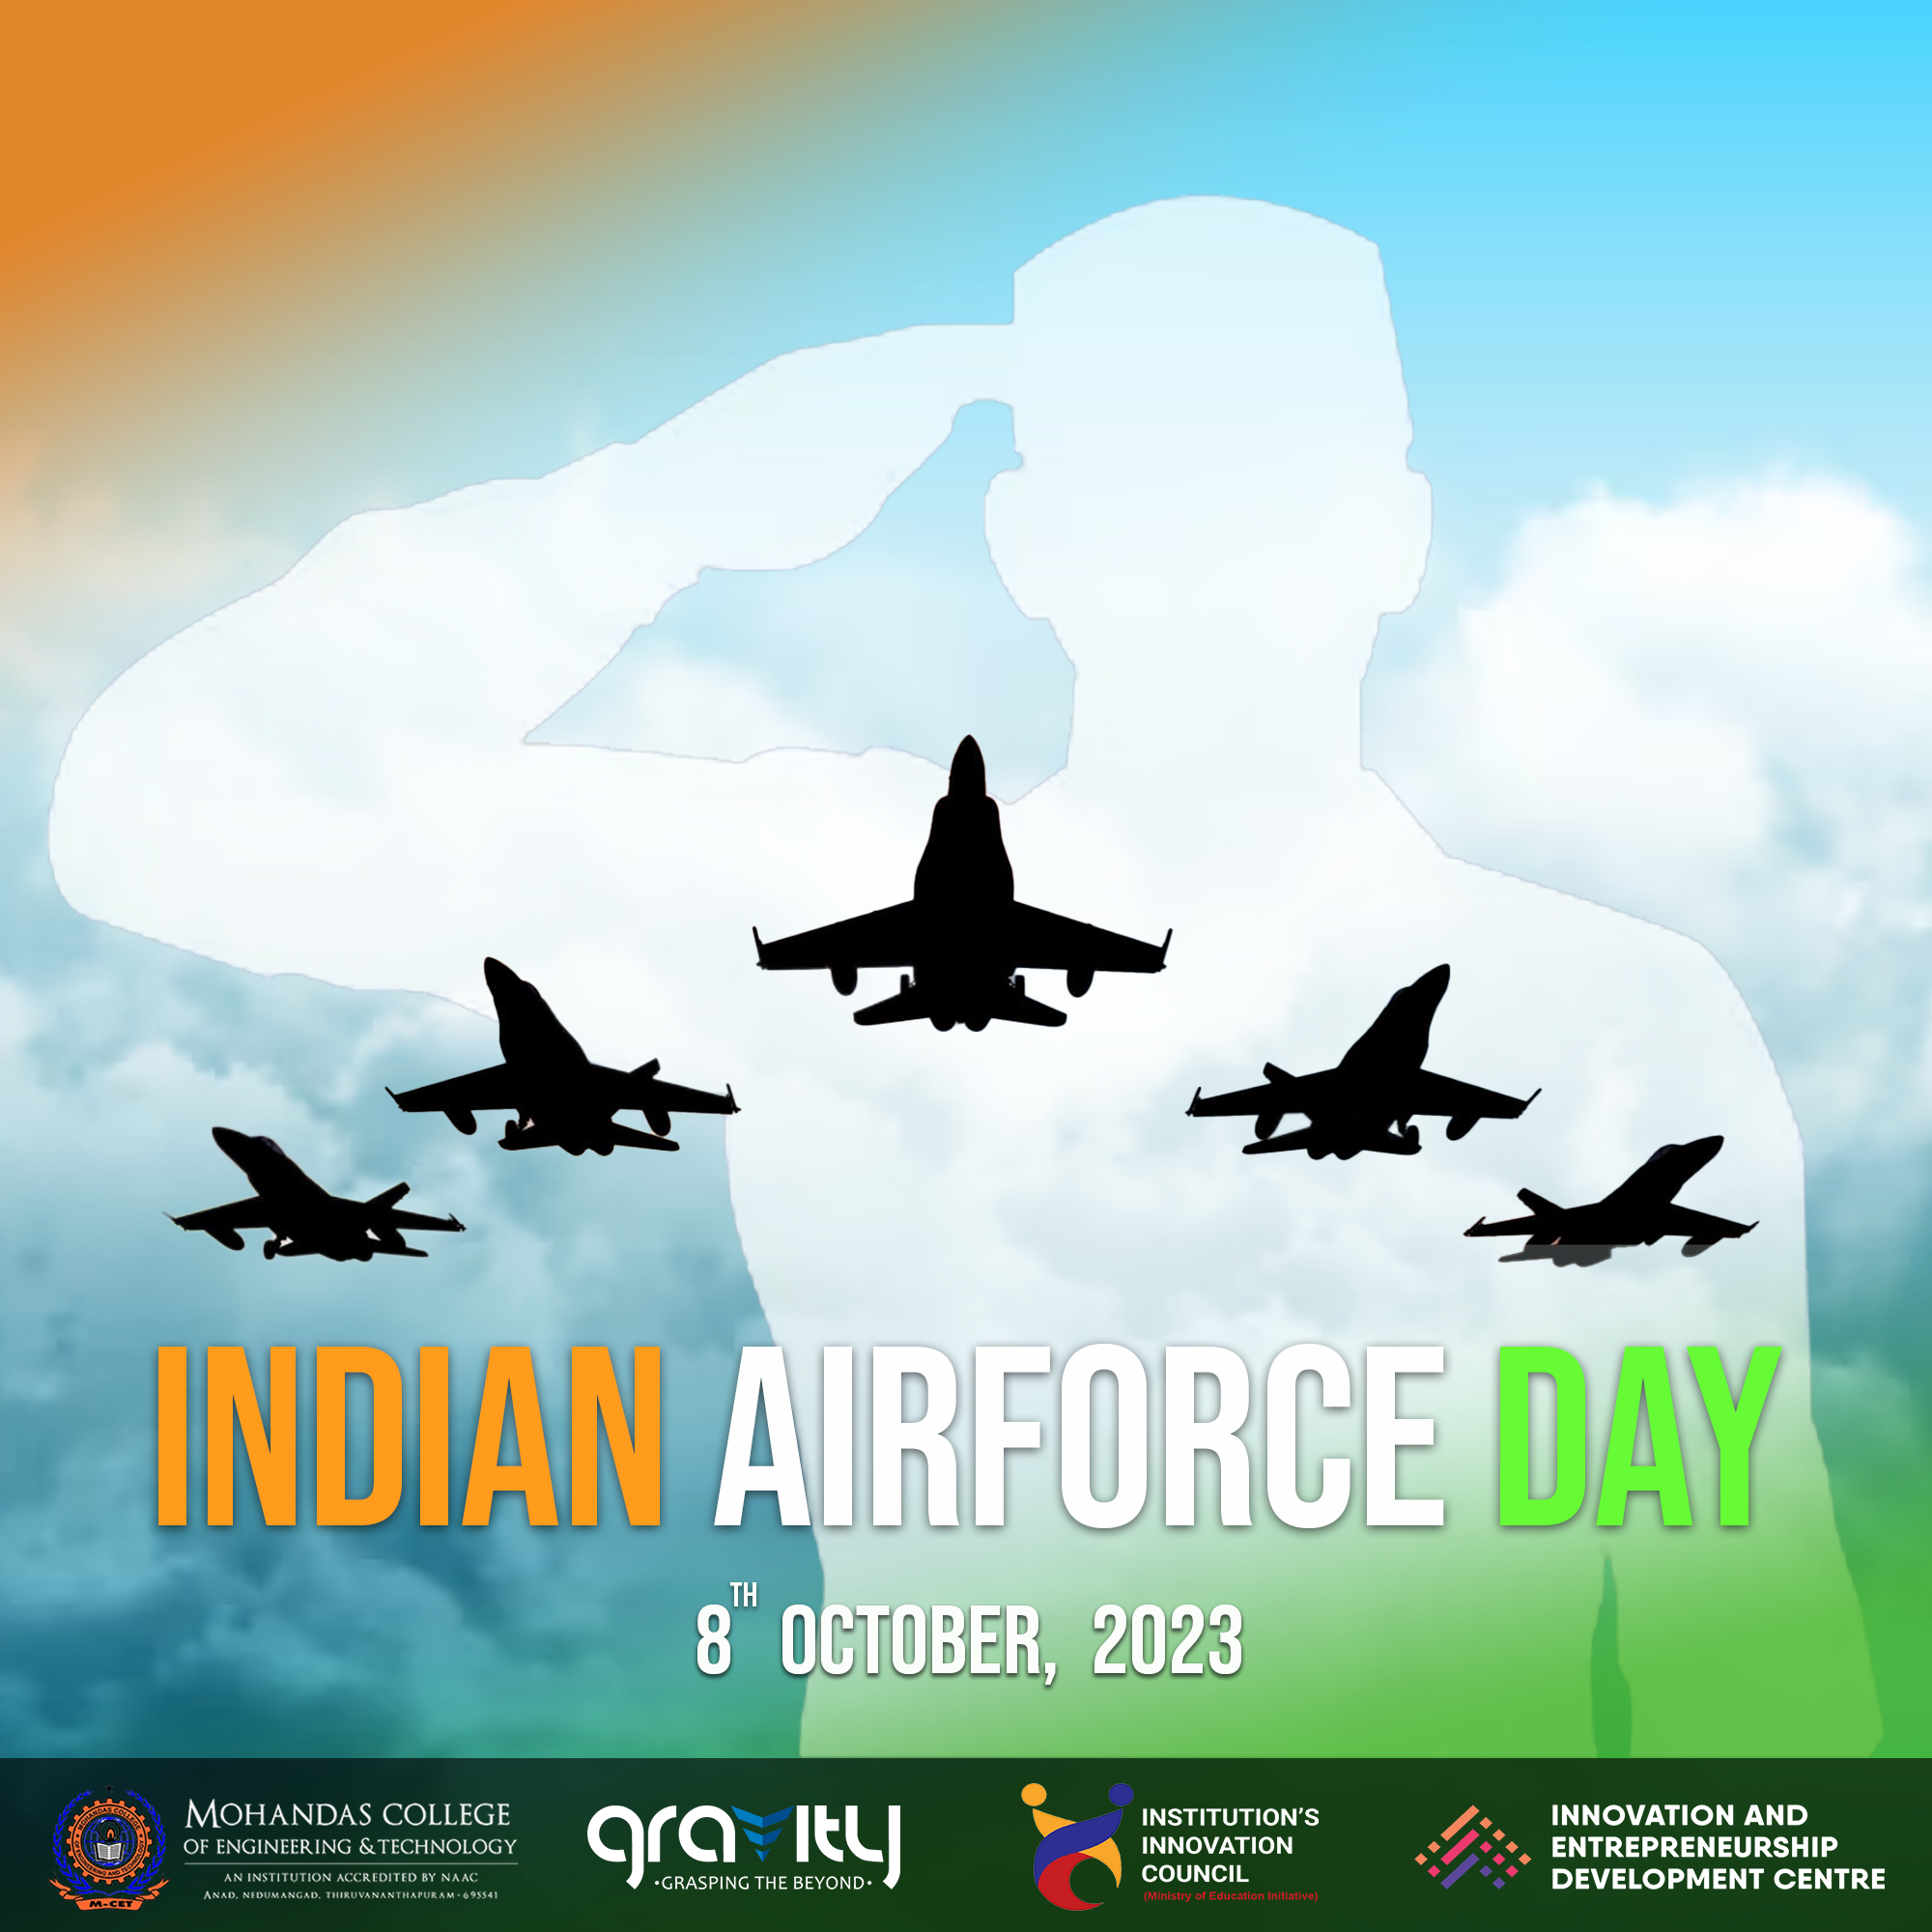 INDIAN AIRFORCE DAY
8TH OCTOBER, 2023
MOHANDAS COLLEGE
OF ENGINEERING & TECHNOLOGY
AN INSTITUTION ACCREDITED BY NAAC
ANAD, NEDUMANGAD, THIRUVANANTHAPURAM - 695541
M-CET
gravity
•GRASPING THE BEYOND•
INSTITUTION'S
INNOVATION
COUNCIL
(Ministry of Education Initiative)
INNOVATION AND
ENTREPRENEURSHIP
DEVELOPMENT CENTRE